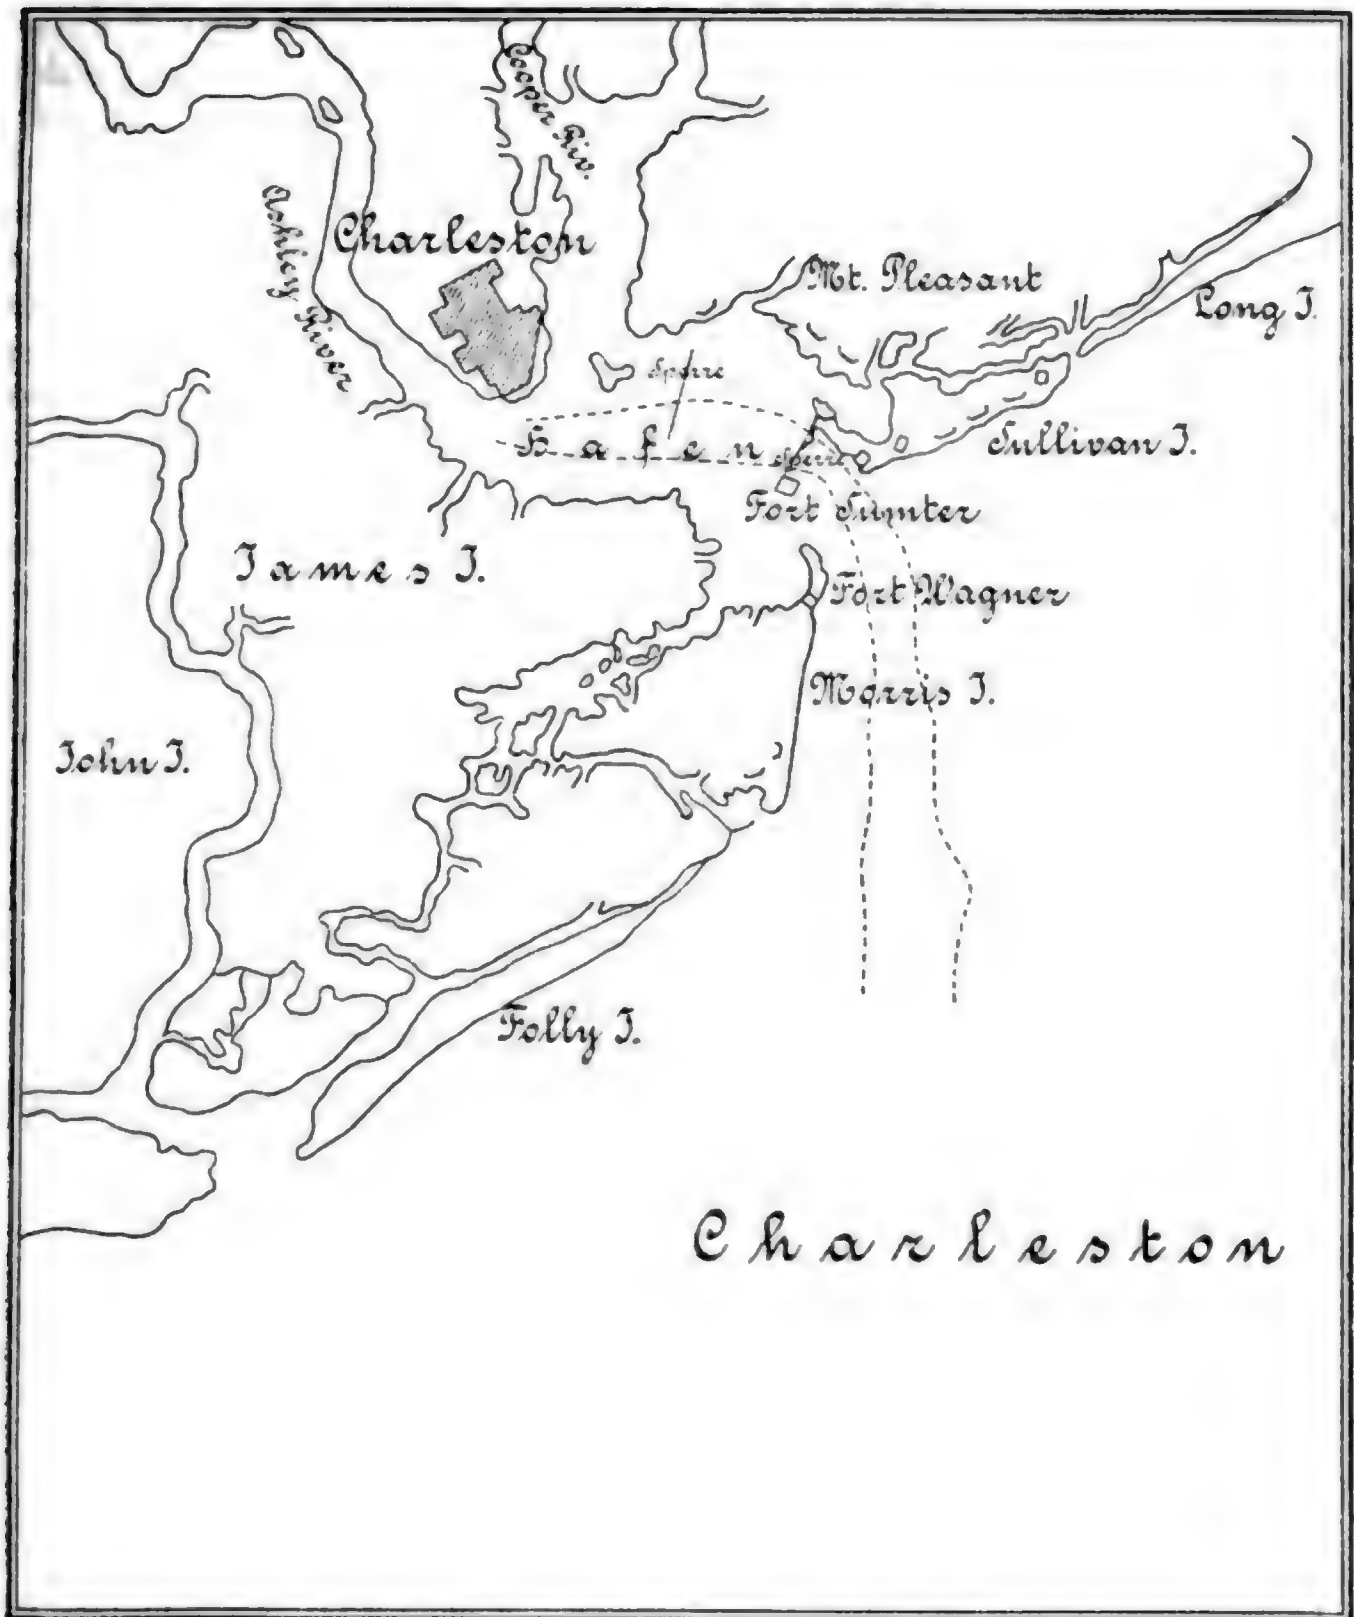 Cooper Riv.
Ashley River
Charleston
Mt. Pleasant
Long I.
Sperre
Hafen
Sperre
Sullivan I.
Fort Sumter
James I.
Fort Wagner
Morris I.
John I.
Folly I.
Charleston